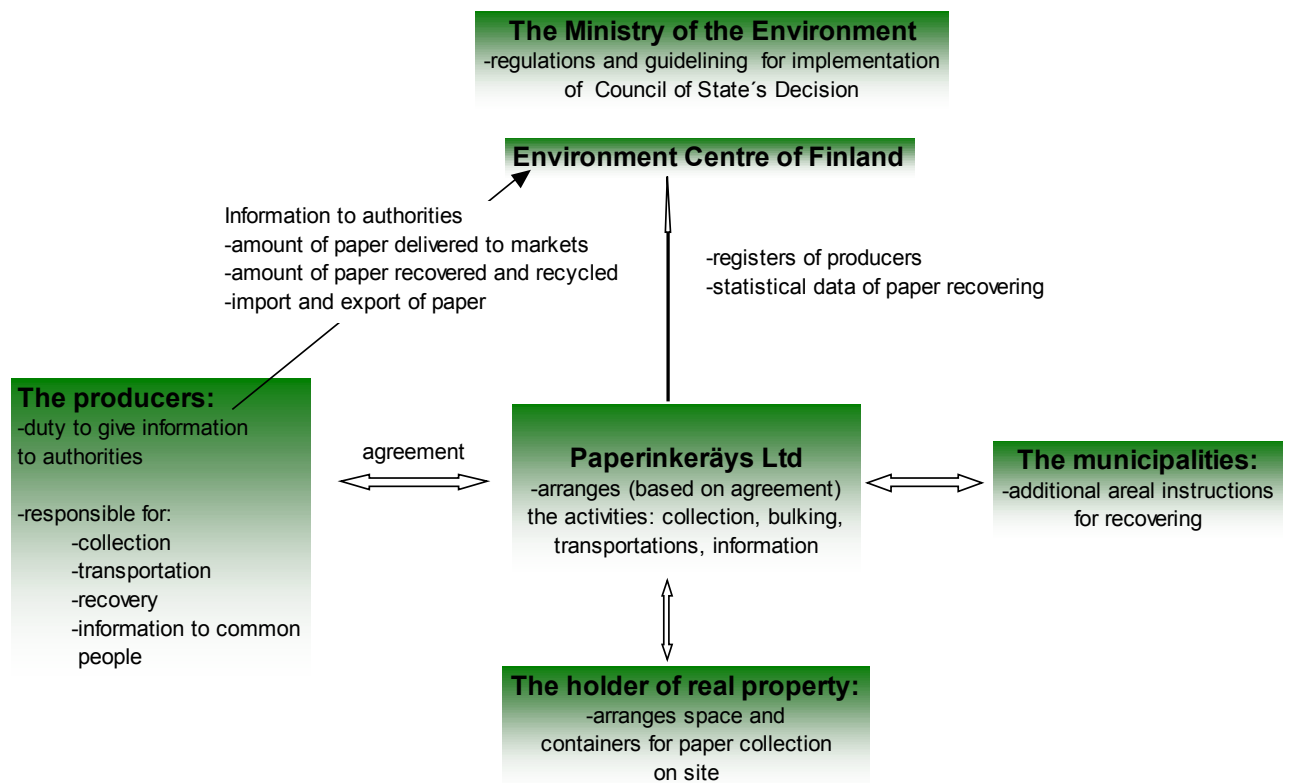 The Ministry of the Environment
-regulations and guidelining for implementation
of Council of State´s Decision
Environment Centre of Finland
Information to authorities
-amount of paper delivered to markets
-amount of paper recovered and recycled
-import and export of paper
-registers of producers
-statistical data of paper recovering
The producers:
-duty to give information
to authorities
-responsible for:
-collection
-transportation
-recovery
-information to common
people
agreement
Paperinkeräys Ltd
-arranges (based on agreement)
the activities: collection, bulking,
transportations, information
The municipalities:
-additional areal instructions
for recovering
The holder of real property:
-arranges space and
containers for paper collection
on site